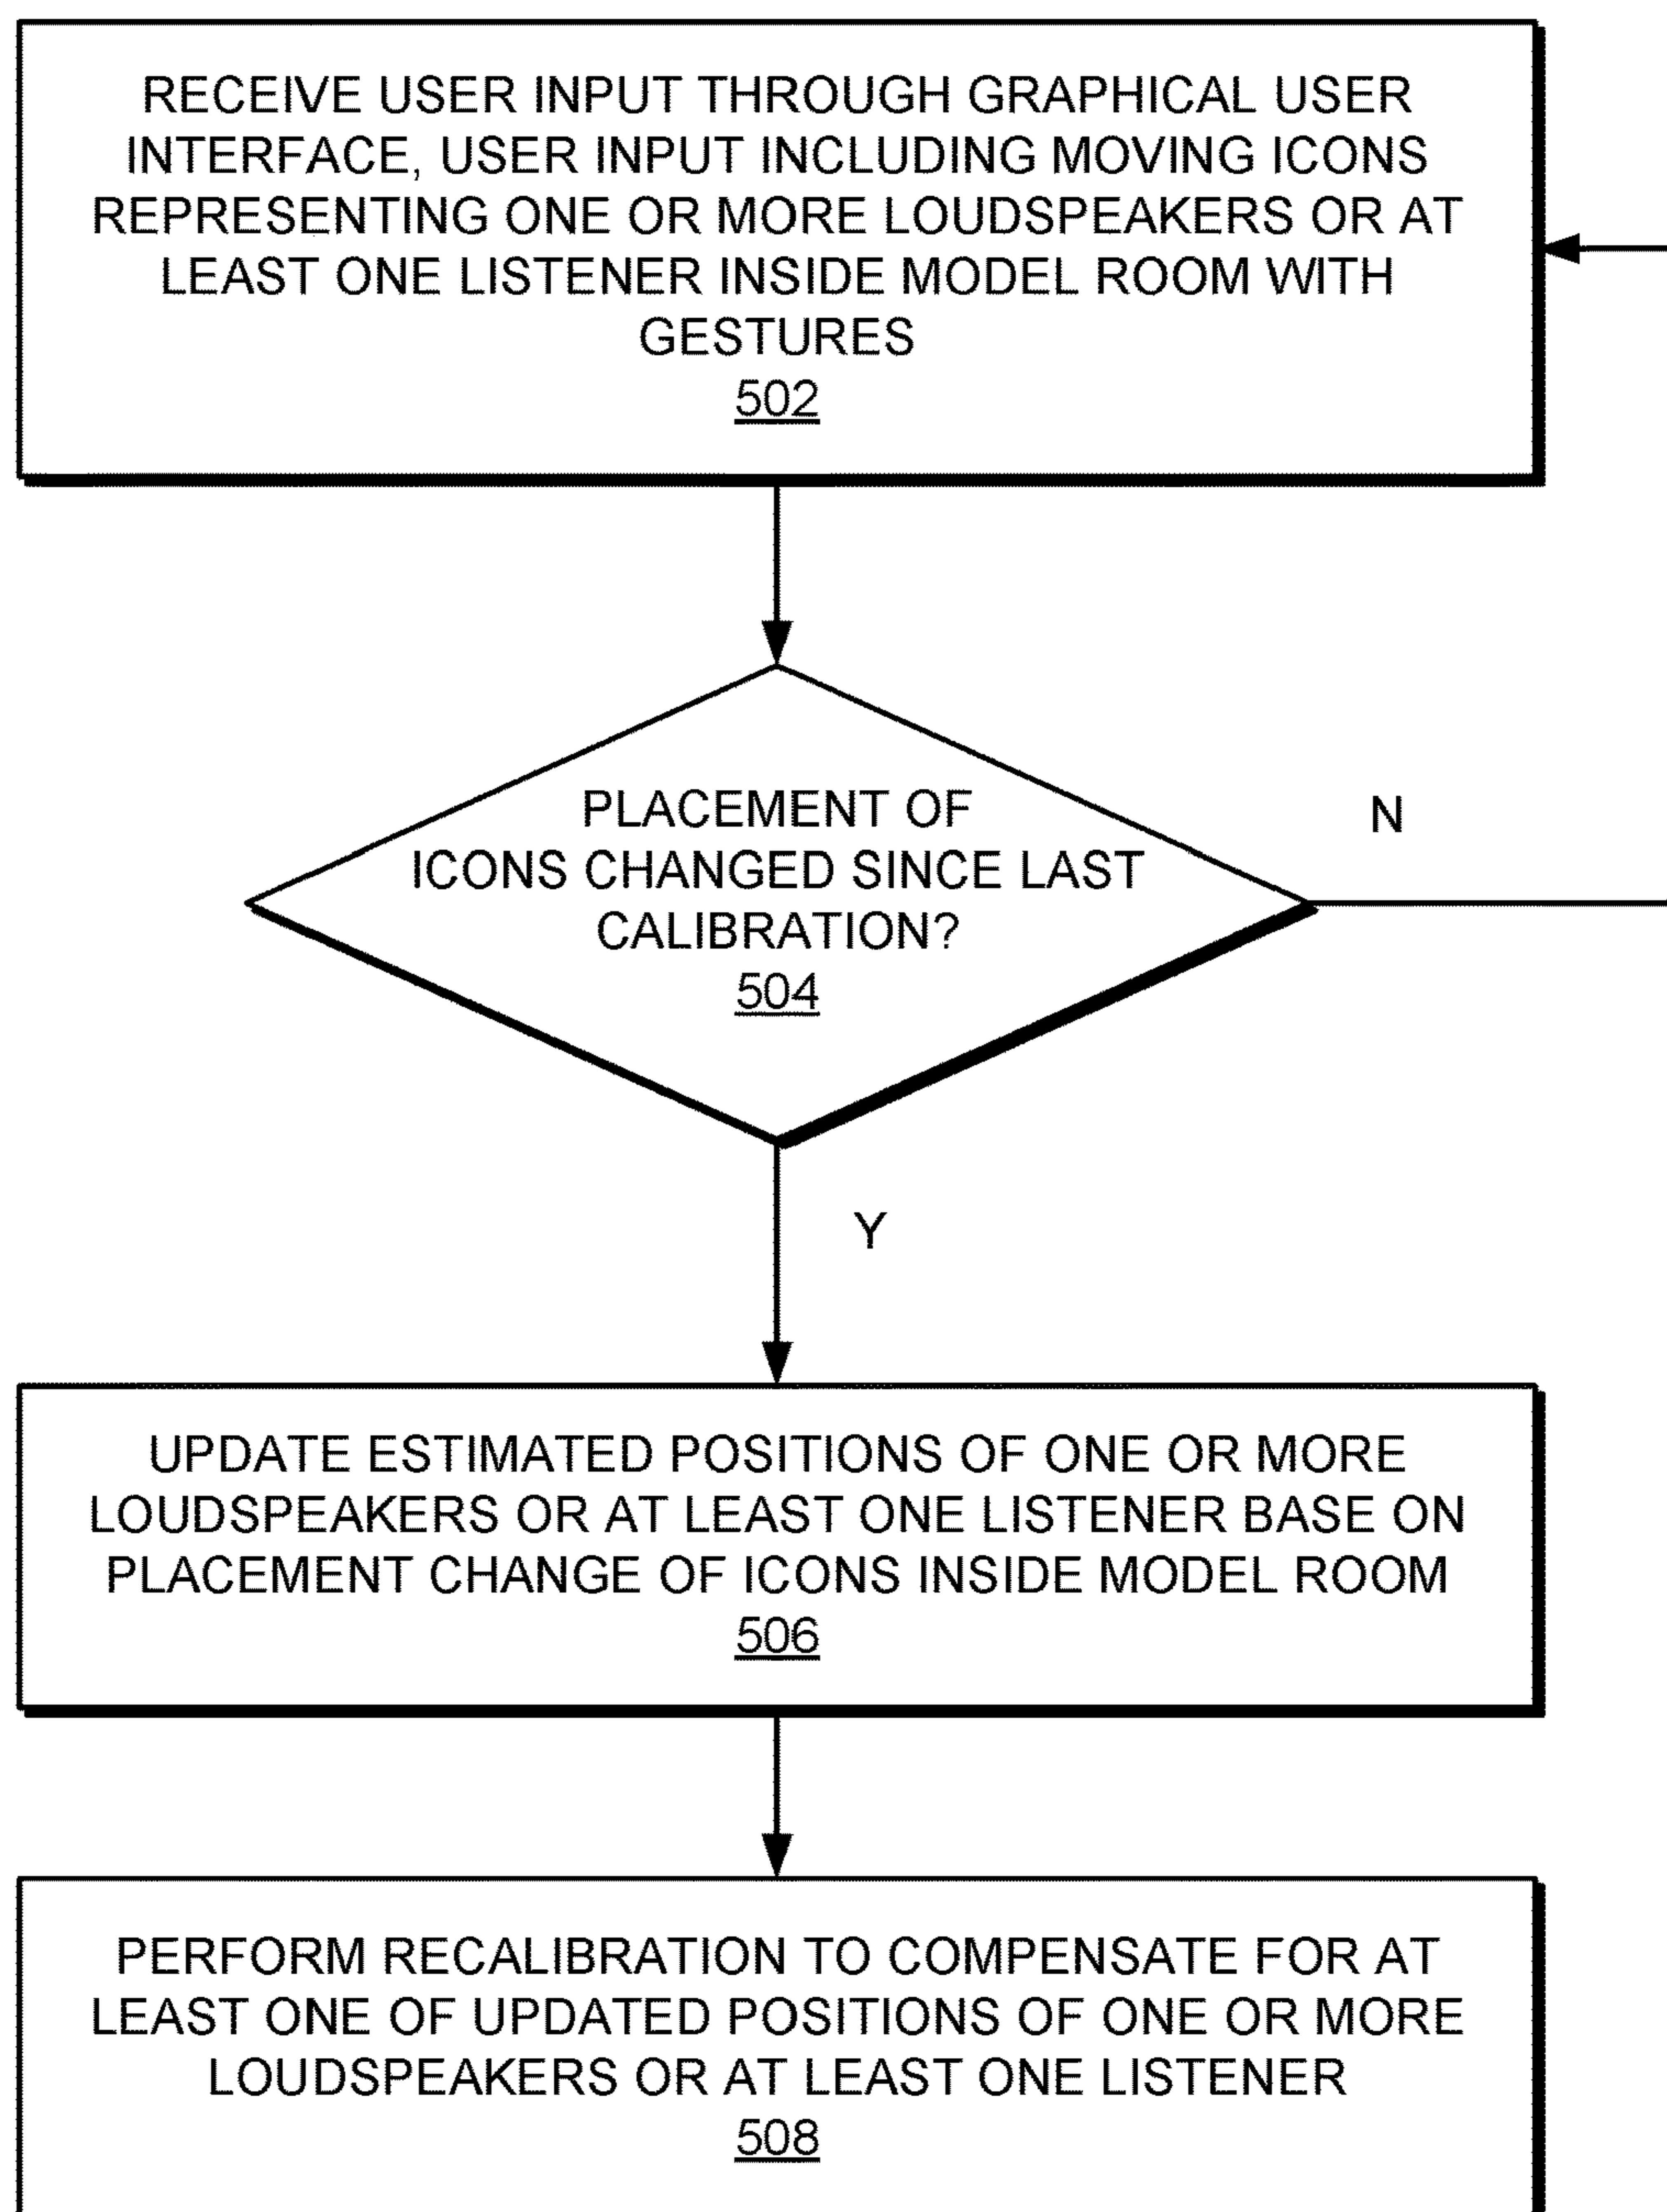 RECEIVE USER INPUT THROUGH GRAPHICAL USER
INTERFACE, USER INPUT INCLUDING MOVING ICONS
REPRESENTING ONE OR MORE LOUDSPEAKERS OR AT
LEAST ONE LISTENER INSIDE MODEL ROOM WITH
GESTURES
502
PLACEMENT OF
ICONS CHANGED SINCE LAST
CALIBRATION?
504
N
Y
UPDATE ESTIMATED POSITIONS OF ONE OR MORE
LOUDSPEAKERS OR AT LEAST ONE LISTENER BASE ON
PLACEMENT CHANGE OF ICONS INSIDE MODEL ROOM
506
PERFORM RECALIBRATION TO COMPENSATE FOR AT
LEAST ONE OF UPDATED POSITIONS OF ONE OR MORE
LOUDSPEAKERS OR AT LEAST ONE LISTENER
508